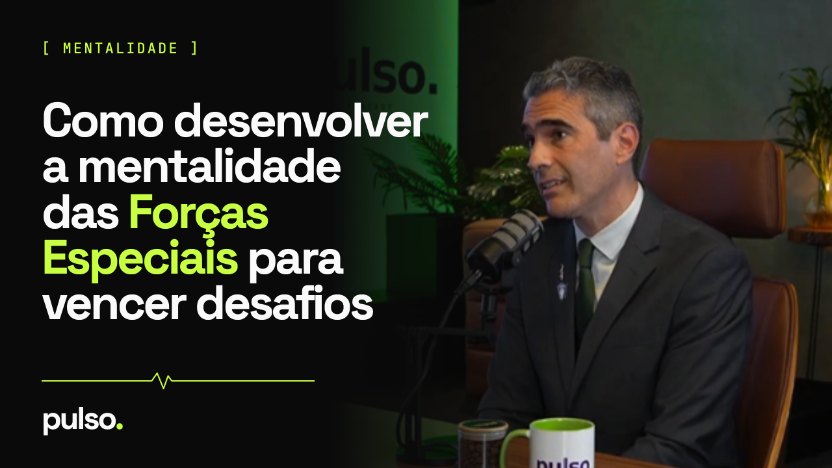 [ MENTALIDADE ]
Como desenvolver
a mentalidade
das Forças
Especiais para
vencer desafios
pulso.
pulso.
pulso.